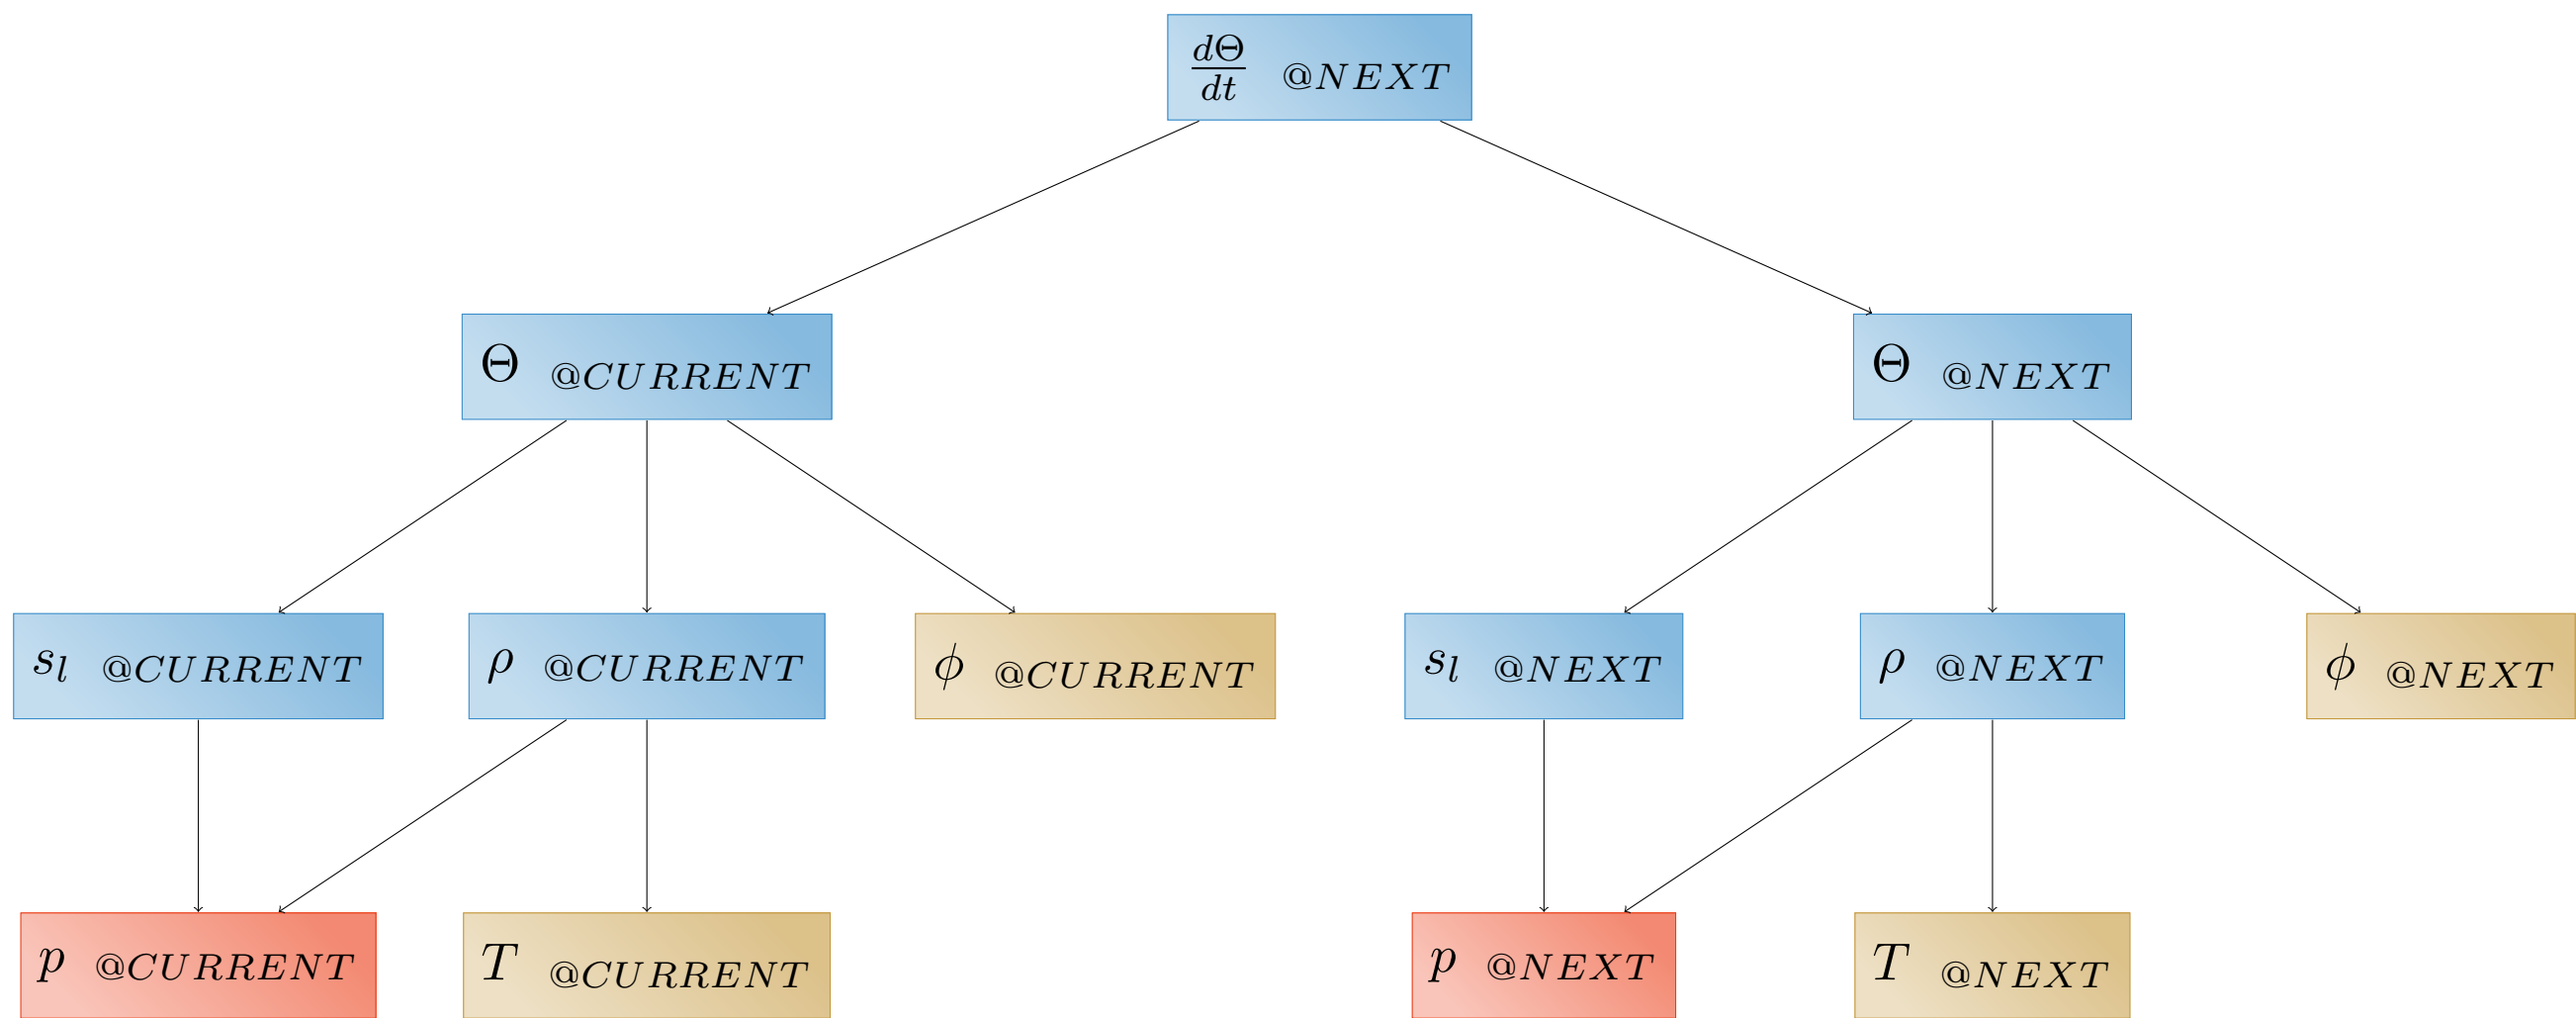 dΘ/dt @NEXT
Θ @CURRENT
Θ @NEXT
s_l @CURRENT
ρ @CURRENT
ϕ @CURRENT
s_l @NEXT
ρ @NEXT
ϕ @NEXT
p @CURRENT
T @CURRENT
p @NEXT
T @NEXT